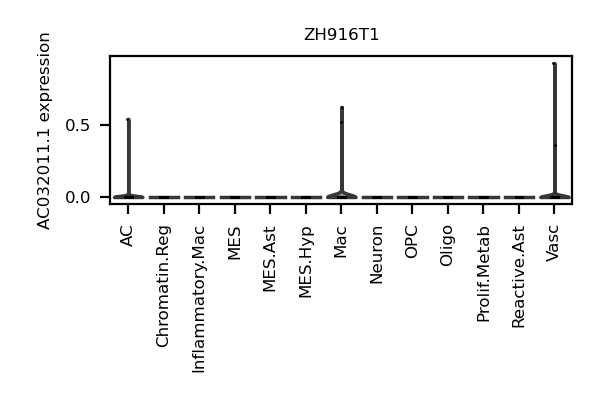 ZH916T1
AC032011.1 expression
0.5
0.0
AC
Chromatin.Reg
Inflammatory.Mac
MES
MES.Ast
MES.Hyp
Mac
Neuron
OPC
Oligo
Prolif.Metab
Reactive.Ast
Vasc